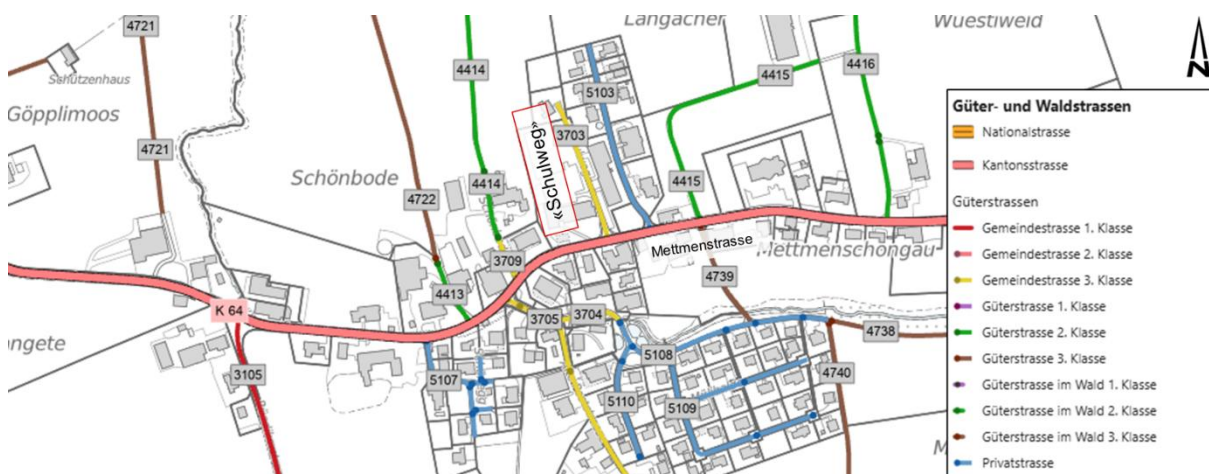 4721
Langacher
Wuestiweid
4414
4415
4416
Schützenhaus
5103
N
Göpplimoos
3703
4721
«Schulweg»
Schönbode
4722
4414
4415
Mettmenstrasse
Mettmenschongau
3709
4739
4413
K 64
3705
3704
4738
ngete
5108
3105
5107
4740
5110
5109
M
Güter- und Waldstrassen
Nationalstrasse
Kantonsstrasse
Güterstrassen
Gemeindestrasse 1. Klasse
Gemeindestrasse 2. Klasse
Gemeindestrasse 3. Klasse
Güterstrasse 1. Klasse
Güterstrasse 2. Klasse
Güterstrasse 3. Klasse
Güterstrasse im Wald 1. Klasse
Güterstrasse im Wald 2. Klasse
Güterstrasse im Wald 3. Klasse
Privatstrasse